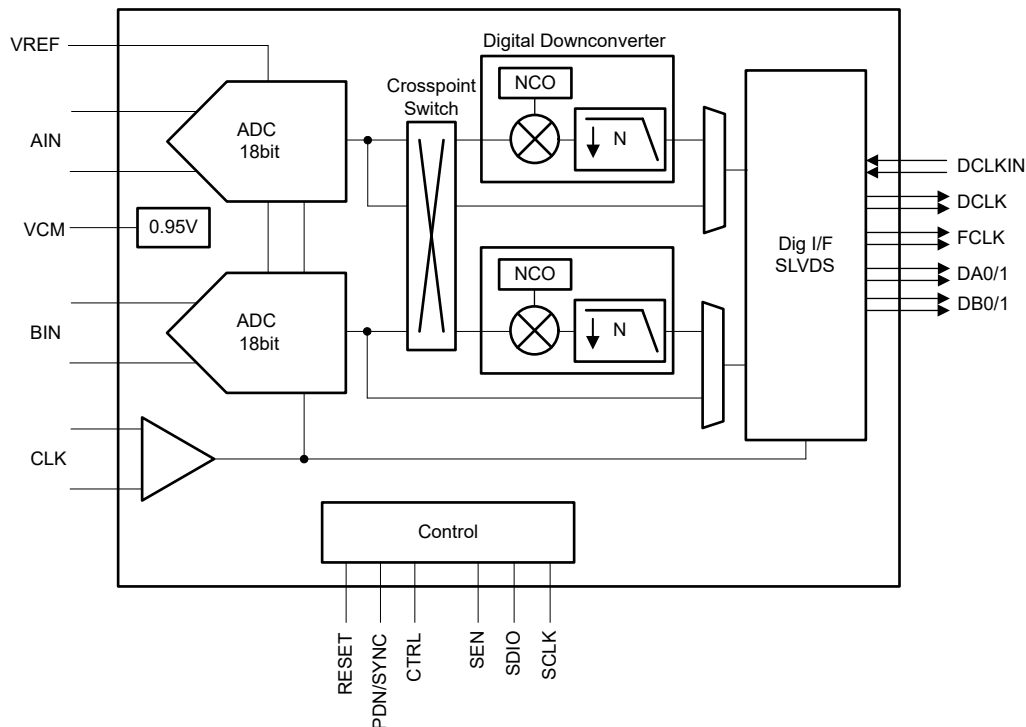 Digital Downconverter
VREF
Crosspoint
Switch
NCO
ADC
18bit
N
AIN
DCLKIN
DCLK
VCM
0.95V
Dig I/F
SLVDS
FCLK
NCO
DA0/1
DB0/1
ADC
18bit
N
BIN
CLK
Control
RESET
PDN/SYNC
CTRL
SEN
SDIO
SCLK